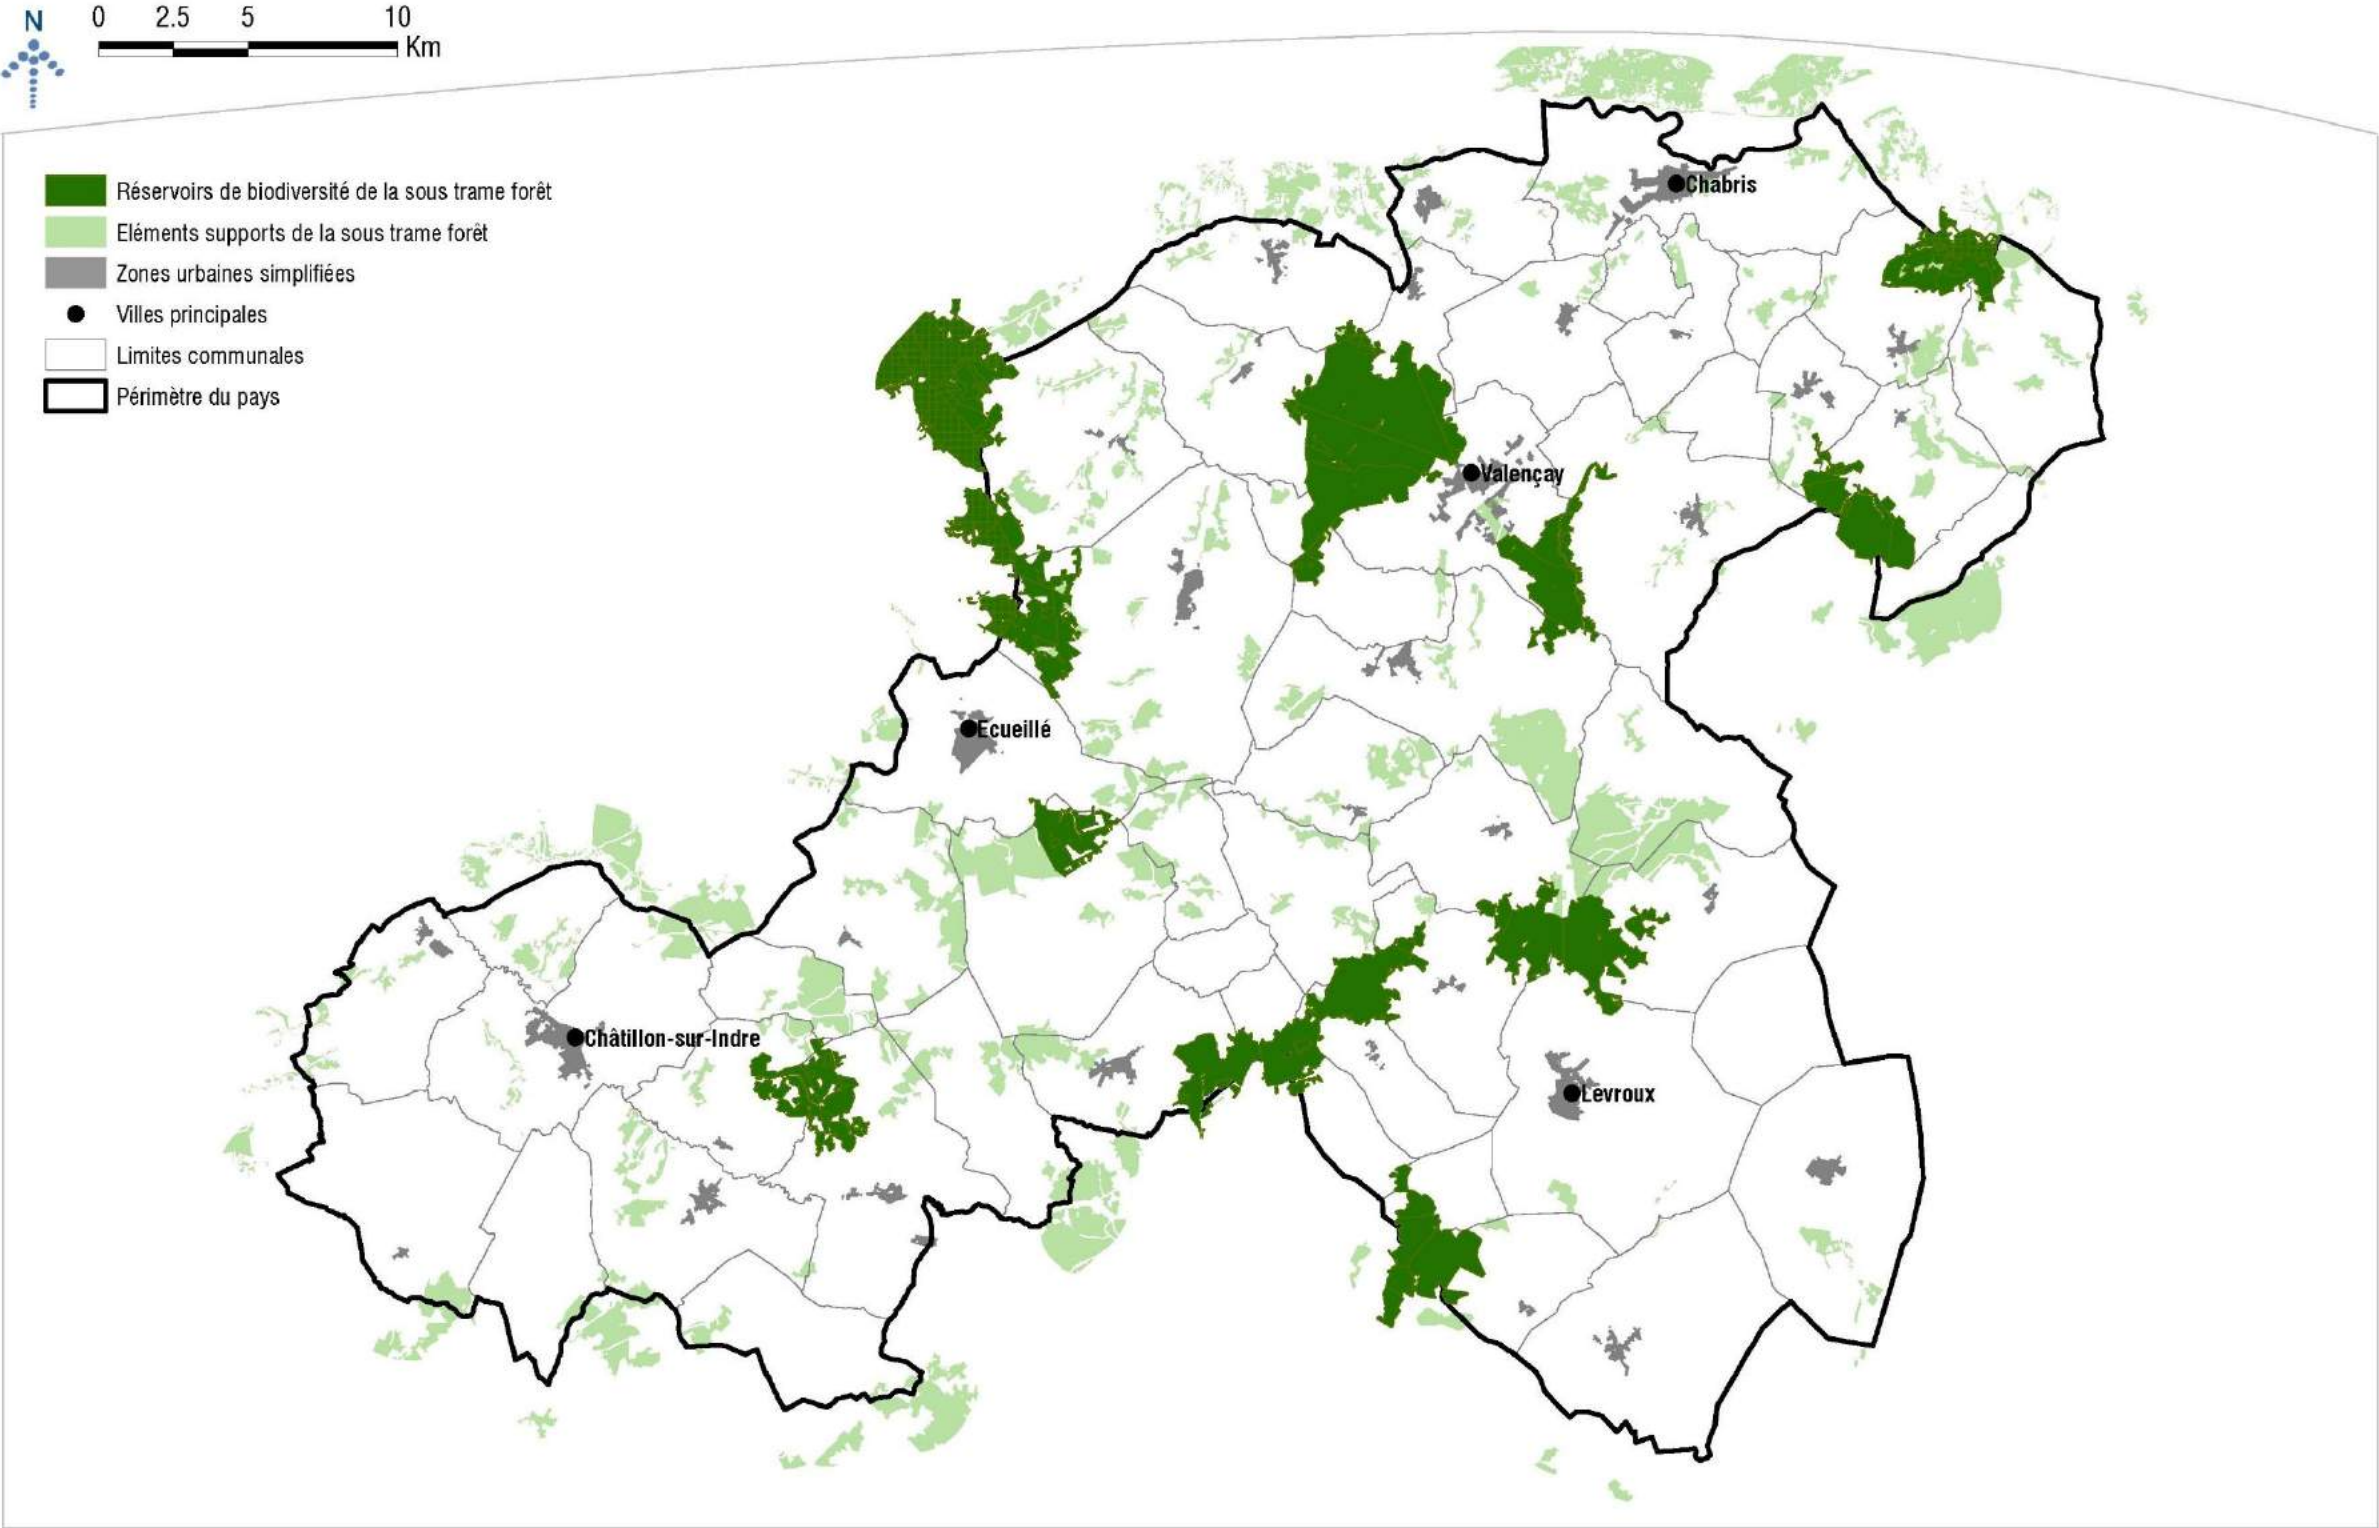 N
0 2.5 5 10
Km
Réservoirs de biodiversité de la sous trame forêt
Eléments supports de la sous trame forêt
Zones urbaines simplifiées
Villes principales
Limites communales
Périmètre du pays
Chabris
Valençay
Ecueillé
Châtillon-sur-Indre
Levroux